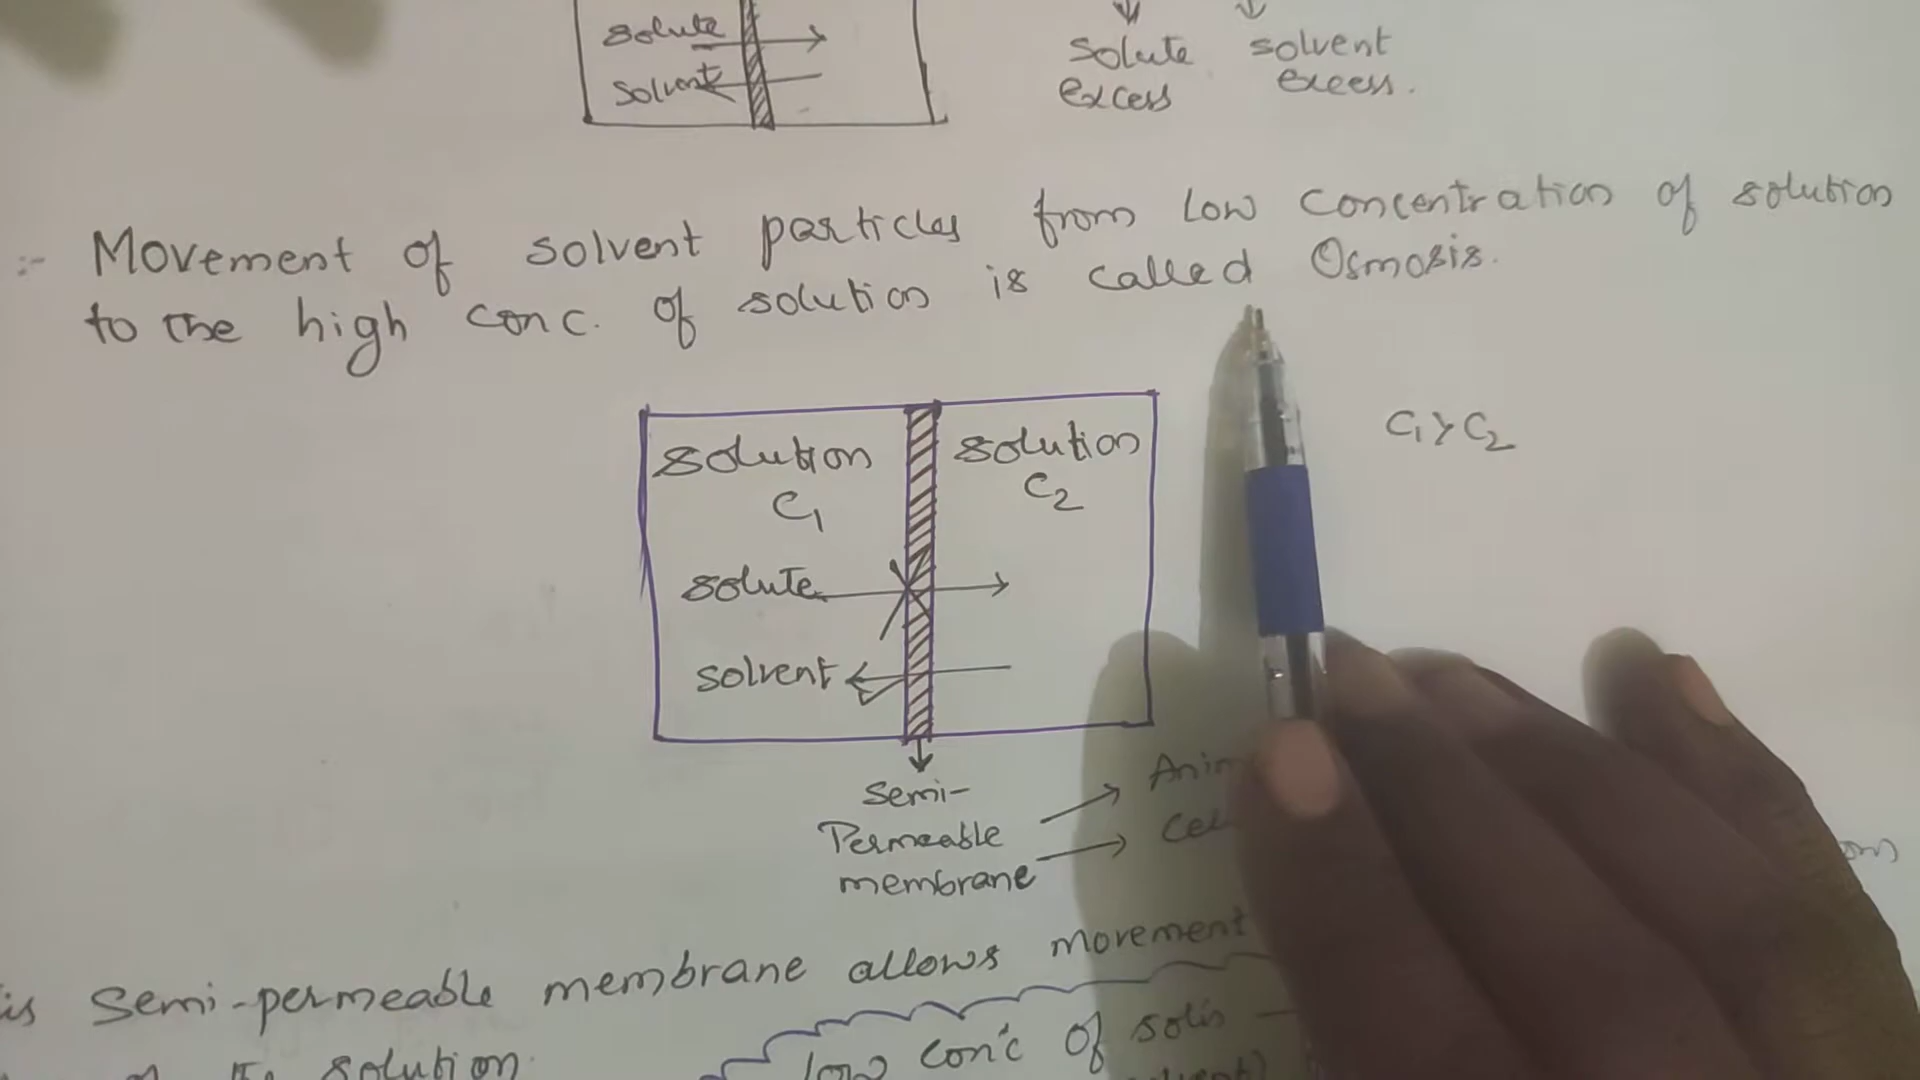 solute
solvent
solute excess
solvent excess.
:- Movement of solvent particles from Low concentration of solution
to the high conc. of solution is called Osmosis.
solution C1
solution C2
C1 > C2
solute
solvent
Semi-
Permeable
membrane
is Semi-permeable membrane allows movement
solution.
low con'c of